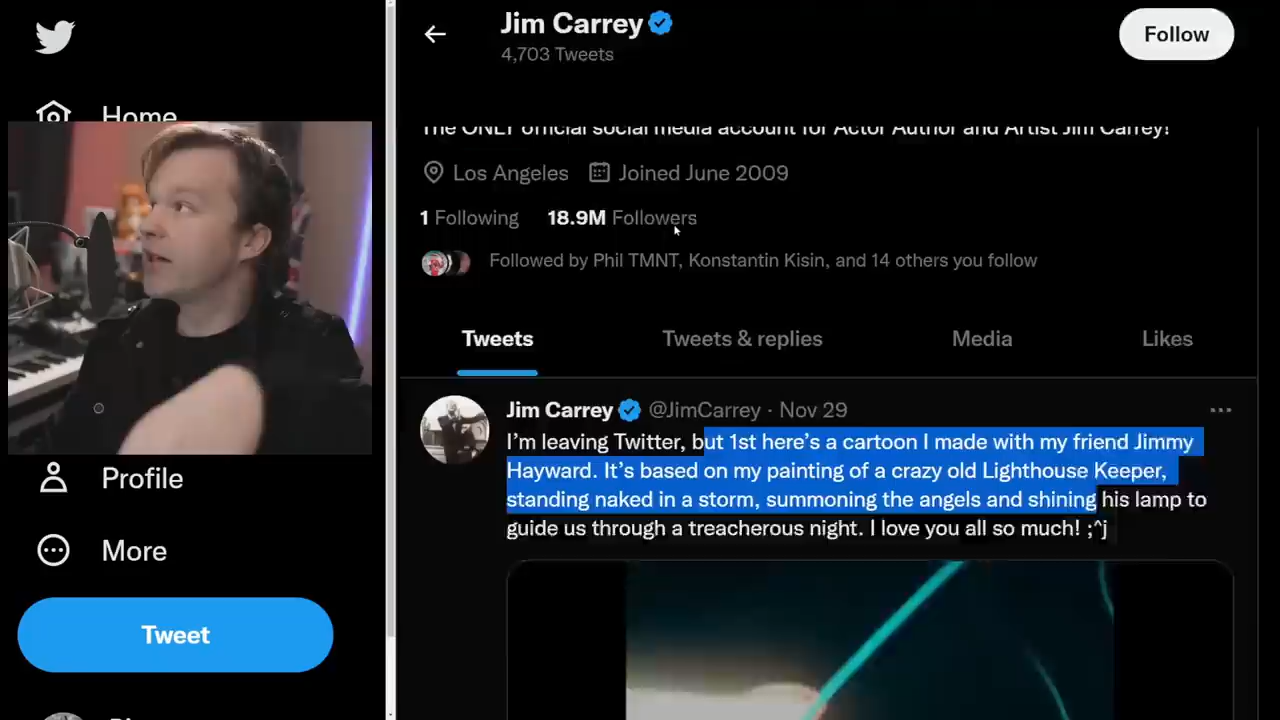 Jim Carrey
4,703 Tweets
Follow
Home
The ONLY official social media account for Actor Author and Artist Jim Carrey!
Los Angeles Joined June 2009
1 Following 18.9M Followers
Followed by Phil TMNT, Konstantin Kisin, and 14 others you follow
Tweets Tweets & replies Media Likes
Jim Carrey @JimCarrey · Nov 29
I'm leaving Twitter, but 1st here's a cartoon I made with my friend Jimmy
Hayward. It's based on my painting of a crazy old Lighthouse Keeper,
standing naked in a storm, summoning the angels and shining his lamp to
guide us through a treacherous night. I love you all so much! ;^j
Profile
More
Tweet